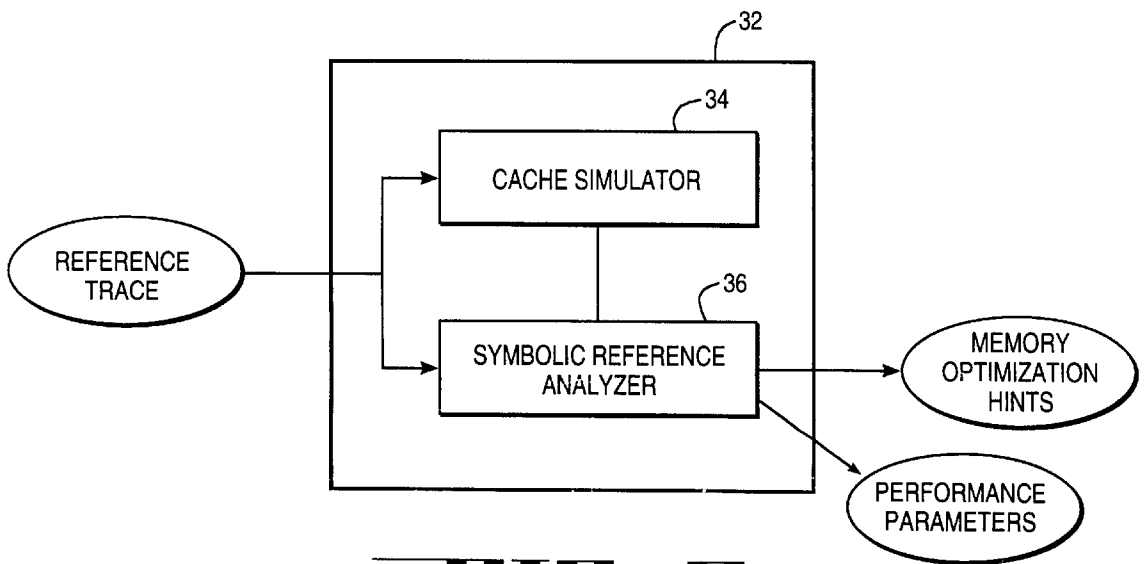 32
34
CACHE SIMULATOR
REFERENCE
TRACE
36
SYMBOLIC REFERENCE
ANALYZER
MEMORY
OPTIMIZATION
HINTS
PERFORMANCE
PARAMETERS